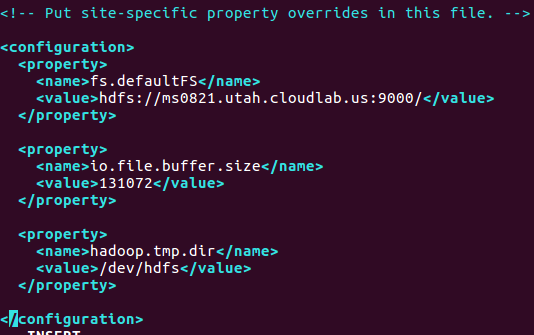 <!-- Put site-specific property overrides in this file. -->
<configuration>
<property>
<name>fs.defaultFS</name>
<value>hdfs://ms0821.utah.cloudlab.us:9000/</value>
</property>
<property>
<name>io.file.buffer.size</name>
<value>131072</value>
</property>
<property>
<name>hadoop.tmp.dir</name>
<value>/dev/hdfs</value>
</property>
</configuration>
INSERT